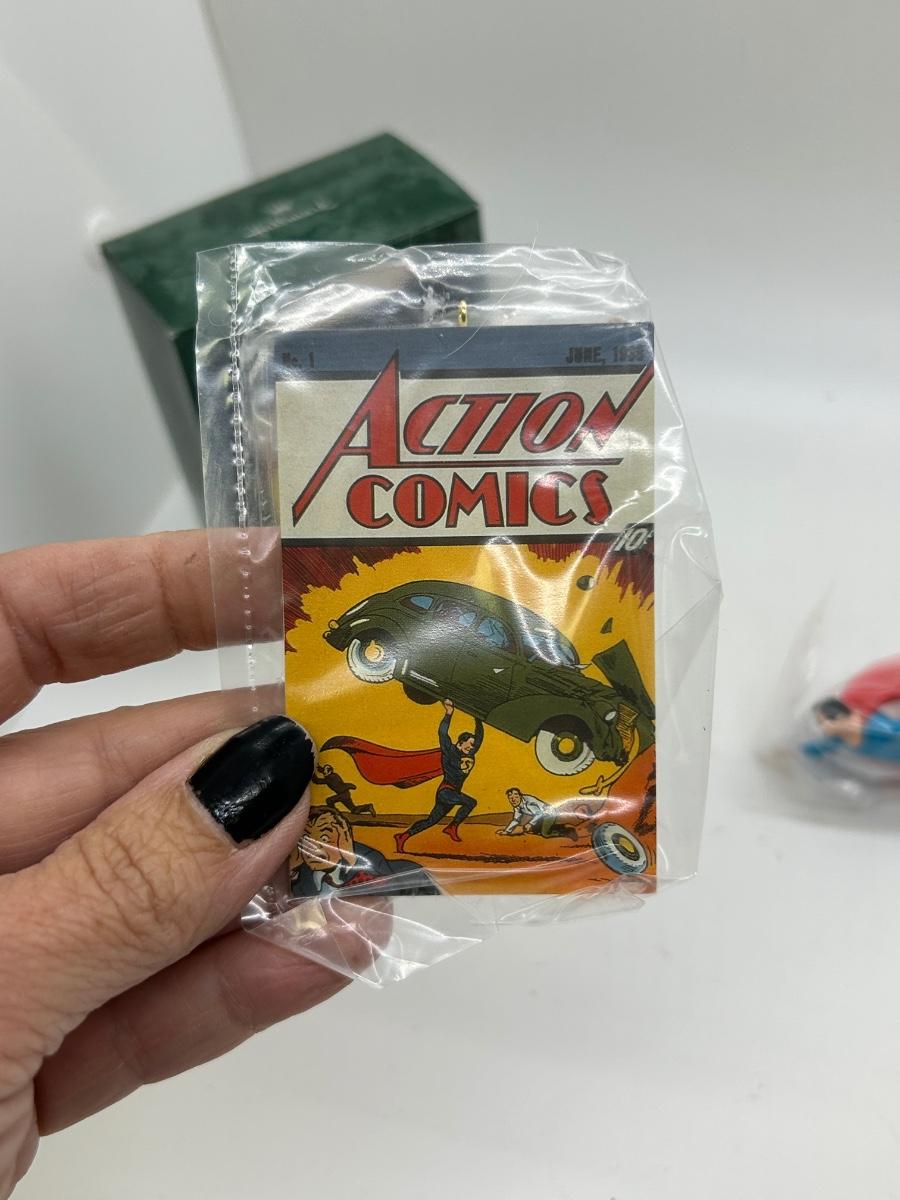 No. 1 JUNE, 1938
ACTION
COMICS
10¢
S